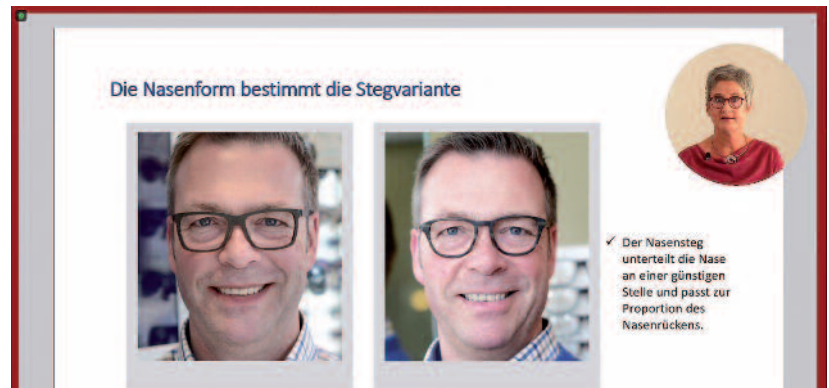 Die Nasenform bestimmt die Stegvariante
✓ Der Nasensteg
unterteilt die Nase
an einer günstigen
Stelle und passt zur
Proportion des
Nasenrückens.